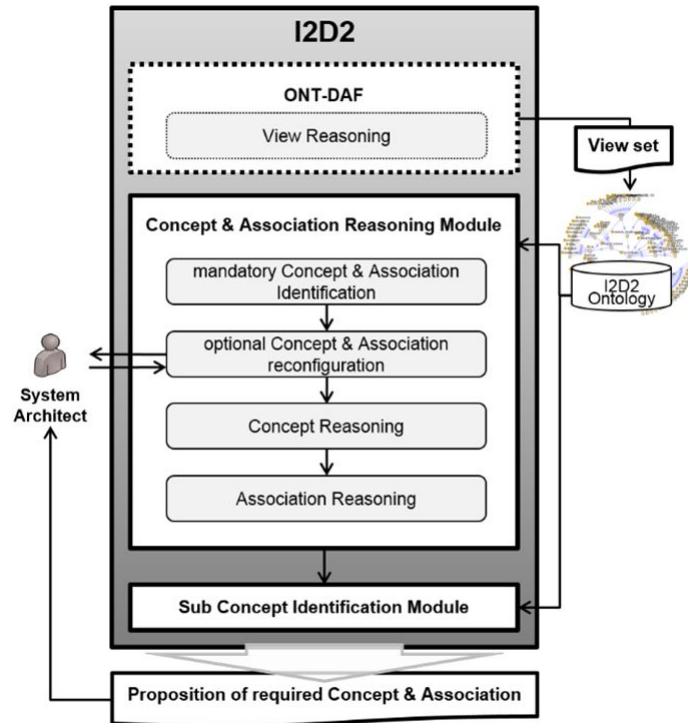 I2D2
ONT-DAF
View Reasoning
View set
Concept & Association Reasoning Module
mandatory Concept & Association
Identification
I2D2
Ontology
optional Concept & Association
reconfiguration
System
Architect
Concept Reasoning
Association Reasoning
Sub Concept Identification Module
Proposition of required Concept & Association